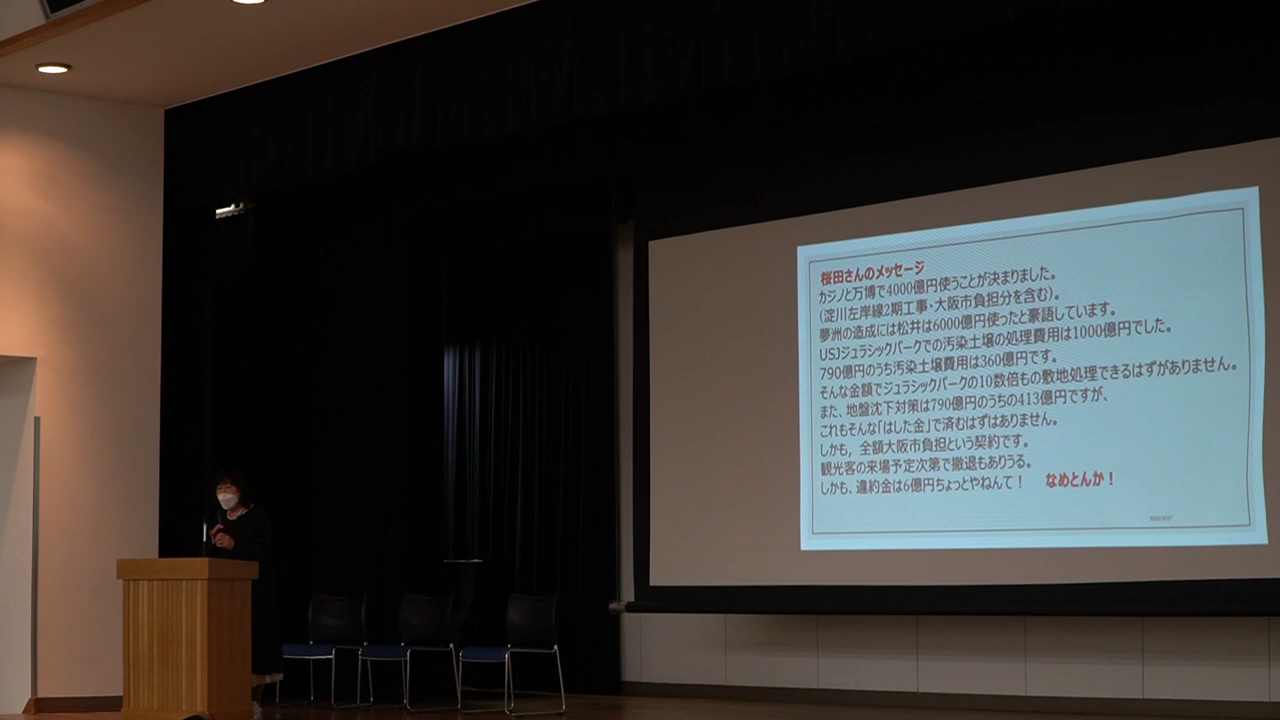 桜田さんのメッセージ
カジノと万博で4000億円使うことが決まりました。
(淀川左岸線2期工事・大阪市負担分を含む)。
夢洲の造成には松井は6000億円使ったと豪語しています。
USJジュラシックパークでの汚染土壌の処理費用は1000億円でした。
790億円のうち汚染土壌費用は360億円です。
そんな金額でジュラシックパークの10数倍もの敷地処理できるはずがありません。
また、地盤沈下対策は790億円のうちの413億円ですが、
これもそんな「はした金」で済むはずはありません。
しかも，全額大阪市負担という契約です。
観光客の来場予定次第で撤退もありうる。
しかも、違約金は6億円ちょっとやねんて！ なめとんか！